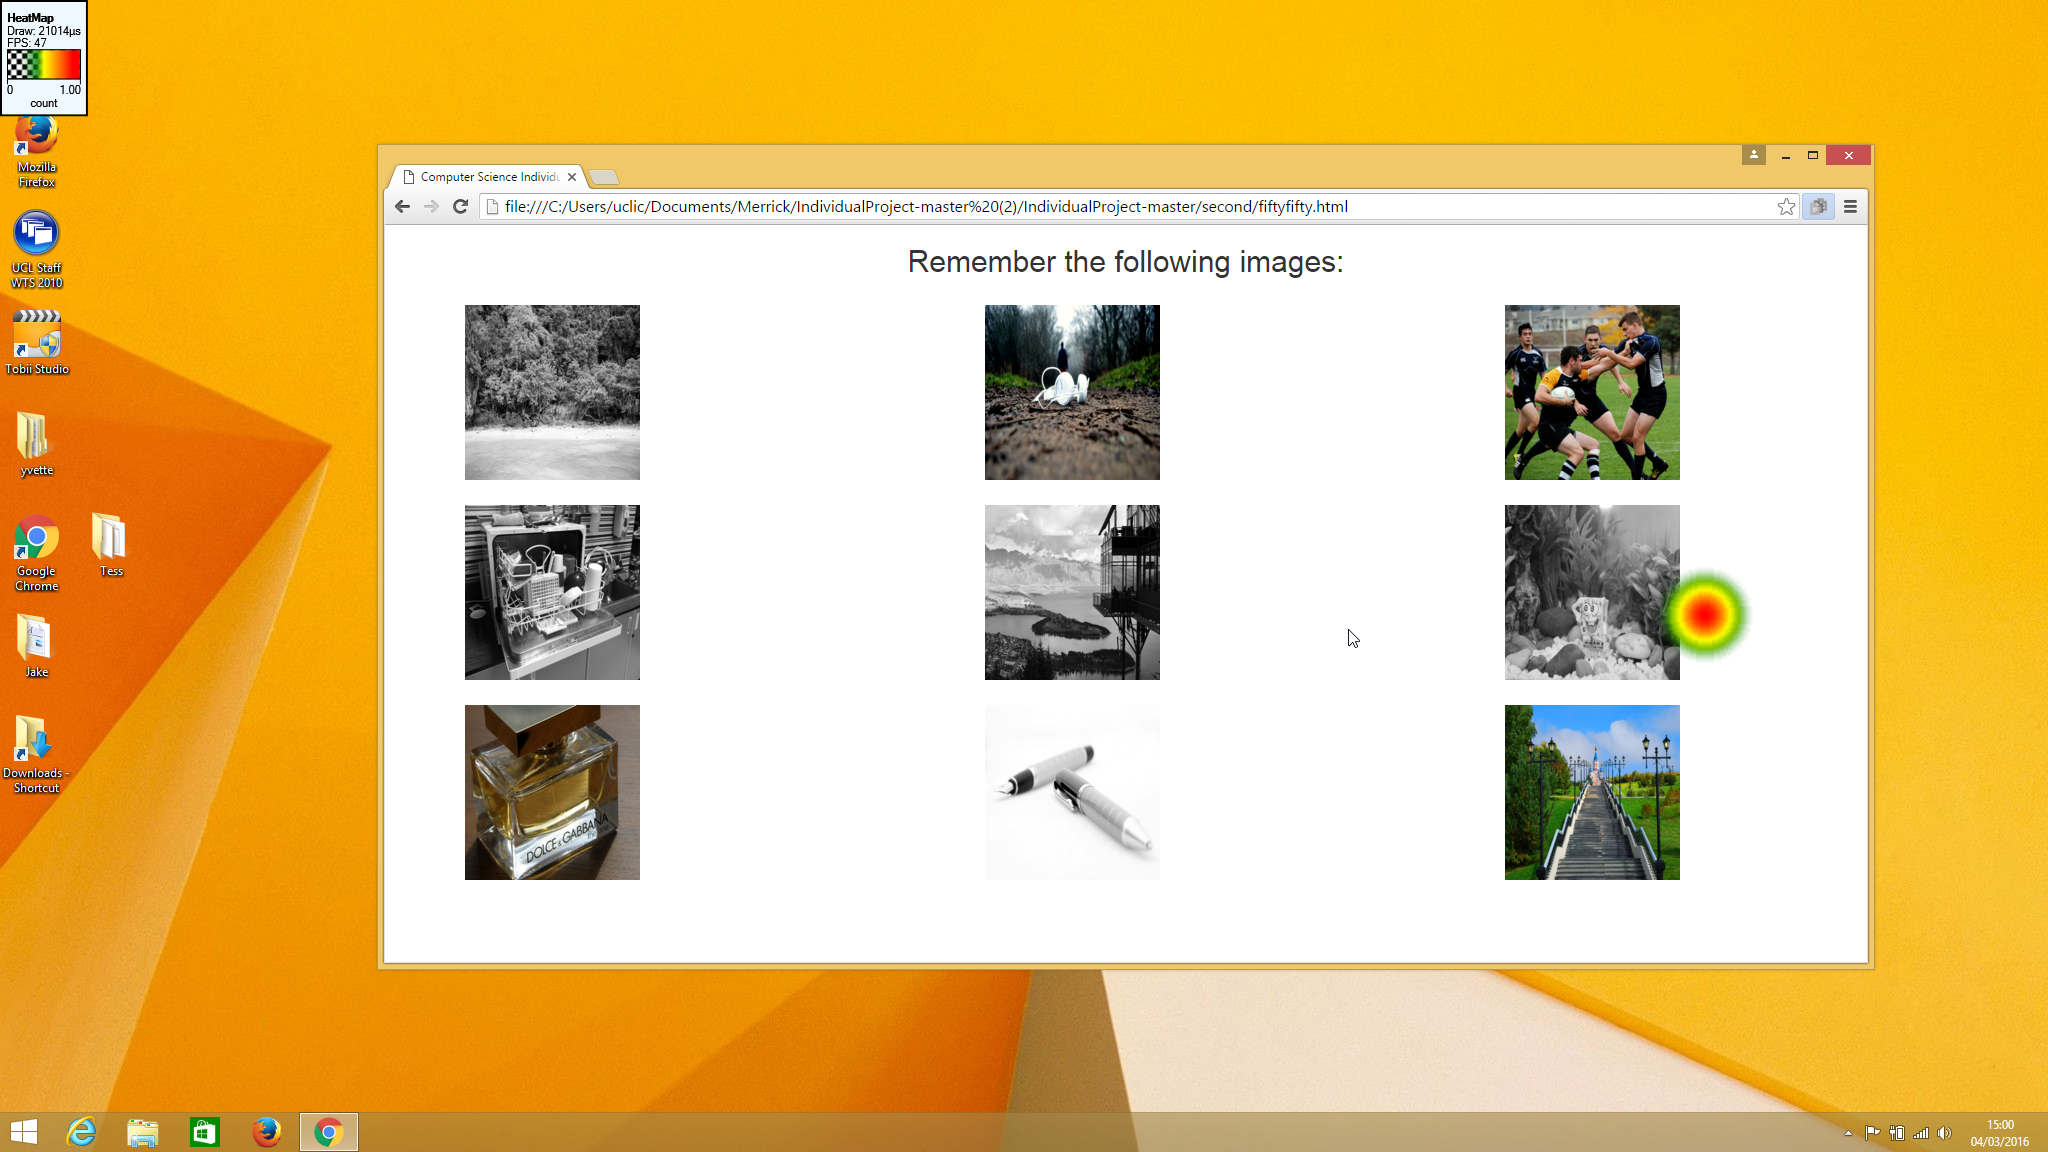 HeatMap
Draw: 21014µs
FPS: 47
0 1.00
count
Mozilla
Firefox
UCL Staff
WTS 2010
Tobii Studio
yvette
Google
Chrome
Tess
Jake
Downloads -
Shortcut
Computer Science Individu
file:///C:/Users/uclic/Documents/Merrick/IndividualProject-master%20(2)/IndividualProject-master/second/fiftyfifty.html
Remember the following images:
DOLCE & GABBANA
the one
15:00
04/03/2016